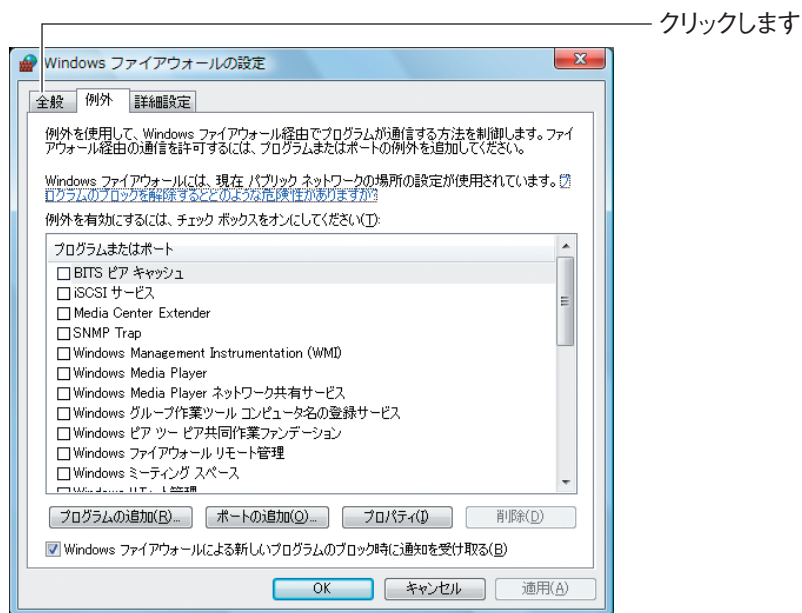 クリックします
Windows ファイアウォールの設定
全般 例外 詳細設定
例外を使用して、Windows ファイアウォール経由でプログラムが通信する方法を制御します。ファイ
アウォール経由の通信を許可するには、プログラムまたはポートの例外を追加してください。
Windows ファイアウォールには、現在 パブリック ネットワークの場所の設定が使用されています。プ
ログラムのブロックを解除するとどのような危険性がありますか?
例外を有効にするには、チェック ボックスをオンにしてください(T):
プログラムまたはポート
BITS ピア キャッシュ
iSCSI サービス
Media Center Extender
SNMP Trap
Windows Management Instrumentation (WMI)
Windows Media Player
Windows Media Player ネットワーク共有サービス
Windows グループ作業ツール コンピュータ名の登録サービス
Windows ピア ツー ピア共同作業ファンデーション
Windows ファイアウォール リモート管理
Windows ミーティング スペース
Windows リモート管理
プログラムの追加(R)... ポートの追加(O)... プロパティ(I) 削除(D)
Windows ファイアウォールによる新しいプログラムのブロック時に通知を受け取る(B)
OK キャンセル 適用(A)